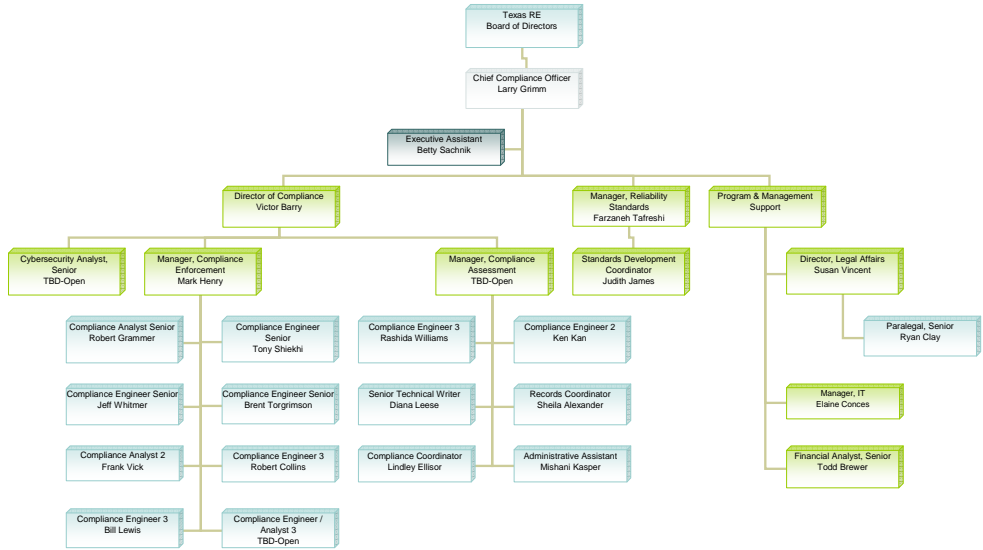 Texas RE
Board of Directors
Chief Compliance Officer
Larry Grimm
Executive Assistant
Betty Sachnik
Director of Compliance
Victor Barry
Manager, Reliability
Standards
Farzaneh Tafreshi
Program & Management
Support
Cybersecurity Analyst,
Senior
TBD-Open
Manager, Compliance
Enforcement
Mark Henry
Manager, Compliance
Assessment
TBD-Open
Standards Development
Coordinator
Judith James
Director, Legal Affairs
Susan Vincent
Compliance Analyst Senior
Robert Grammer
Compliance Engineer
Senior
Tony Shiekhi
Compliance Engineer 3
Rashida Williams
Compliance Engineer 2
Ken Kan
Paralegal, Senior
Ryan Clay
Compliance Engineer Senior
Jeff Whitmer
Compliance Engineer Senior
Brent Torgrimson
Senior Technical Writer
Diana Leese
Records Coordinator
Sheila Alexander
Manager, IT
Elaine Conces
Compliance Analyst 2
Frank Vick
Compliance Engineer 3
Robert Collins
Compliance Coordinator
Lindley Ellisor
Administrative Assistant
Mishani Kasper
Financial Analyst, Senior
Todd Brewer
Compliance Engineer 3
Bill Lewis
Compliance Engineer /
Analyst 3
TBD-Open